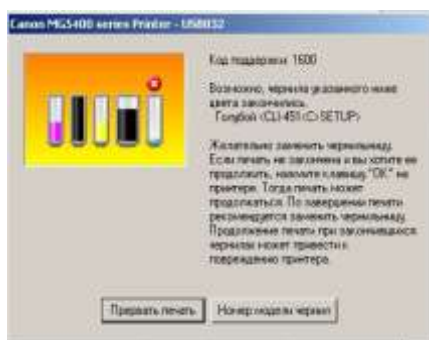 Canon MG5400 series Printer - USB032
Код поддержки: 1600
Возможно, чернила указанного ниже
цвета закончились.
Голубой (CLI-451(C)-SETUP)
Желательно заменить чернильницу.
Если печать не закончена и вы хотите ее
продолжить, нажмите клавишу "OK" на
принтере. Тогда печать может
продолжаться. По завершении печати
рекомендуется заменить чернильницу.
Продолжение печати при закончившихся
чернилах может привести к
повреждению принтера.
Прервать печать
Номер модели чернил